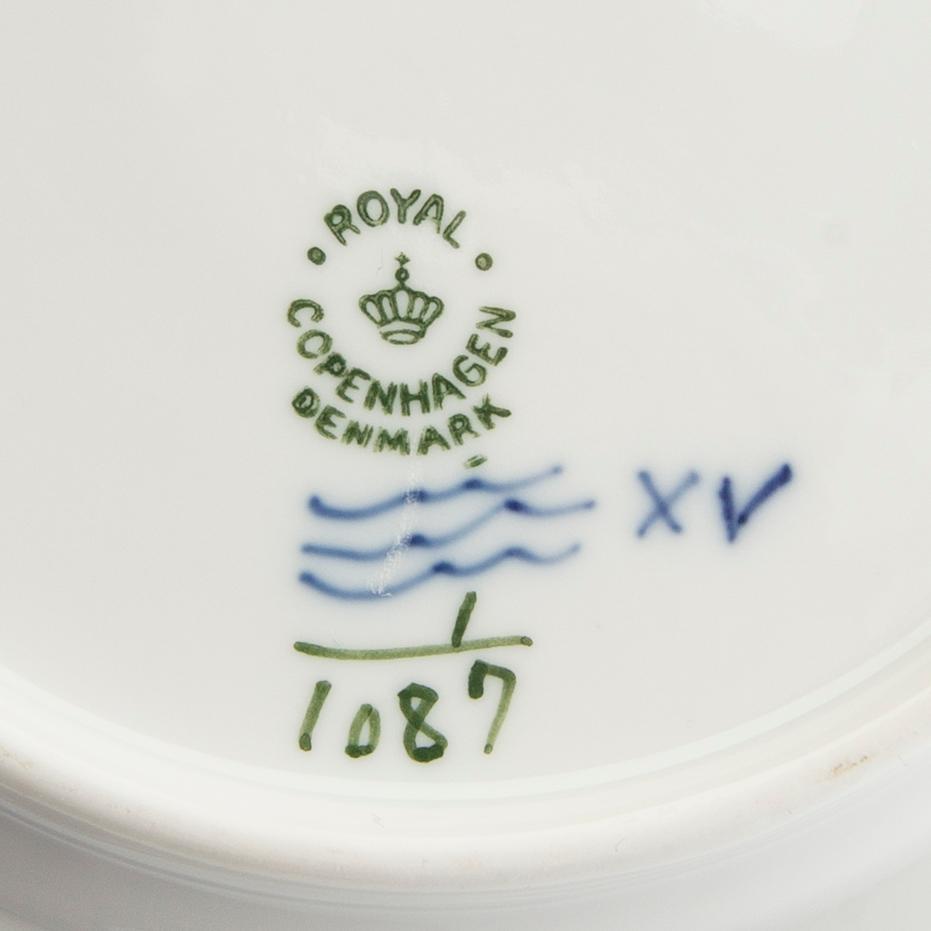 ROYAL
COPENHAGEN
DENMARK
XV
1
1087